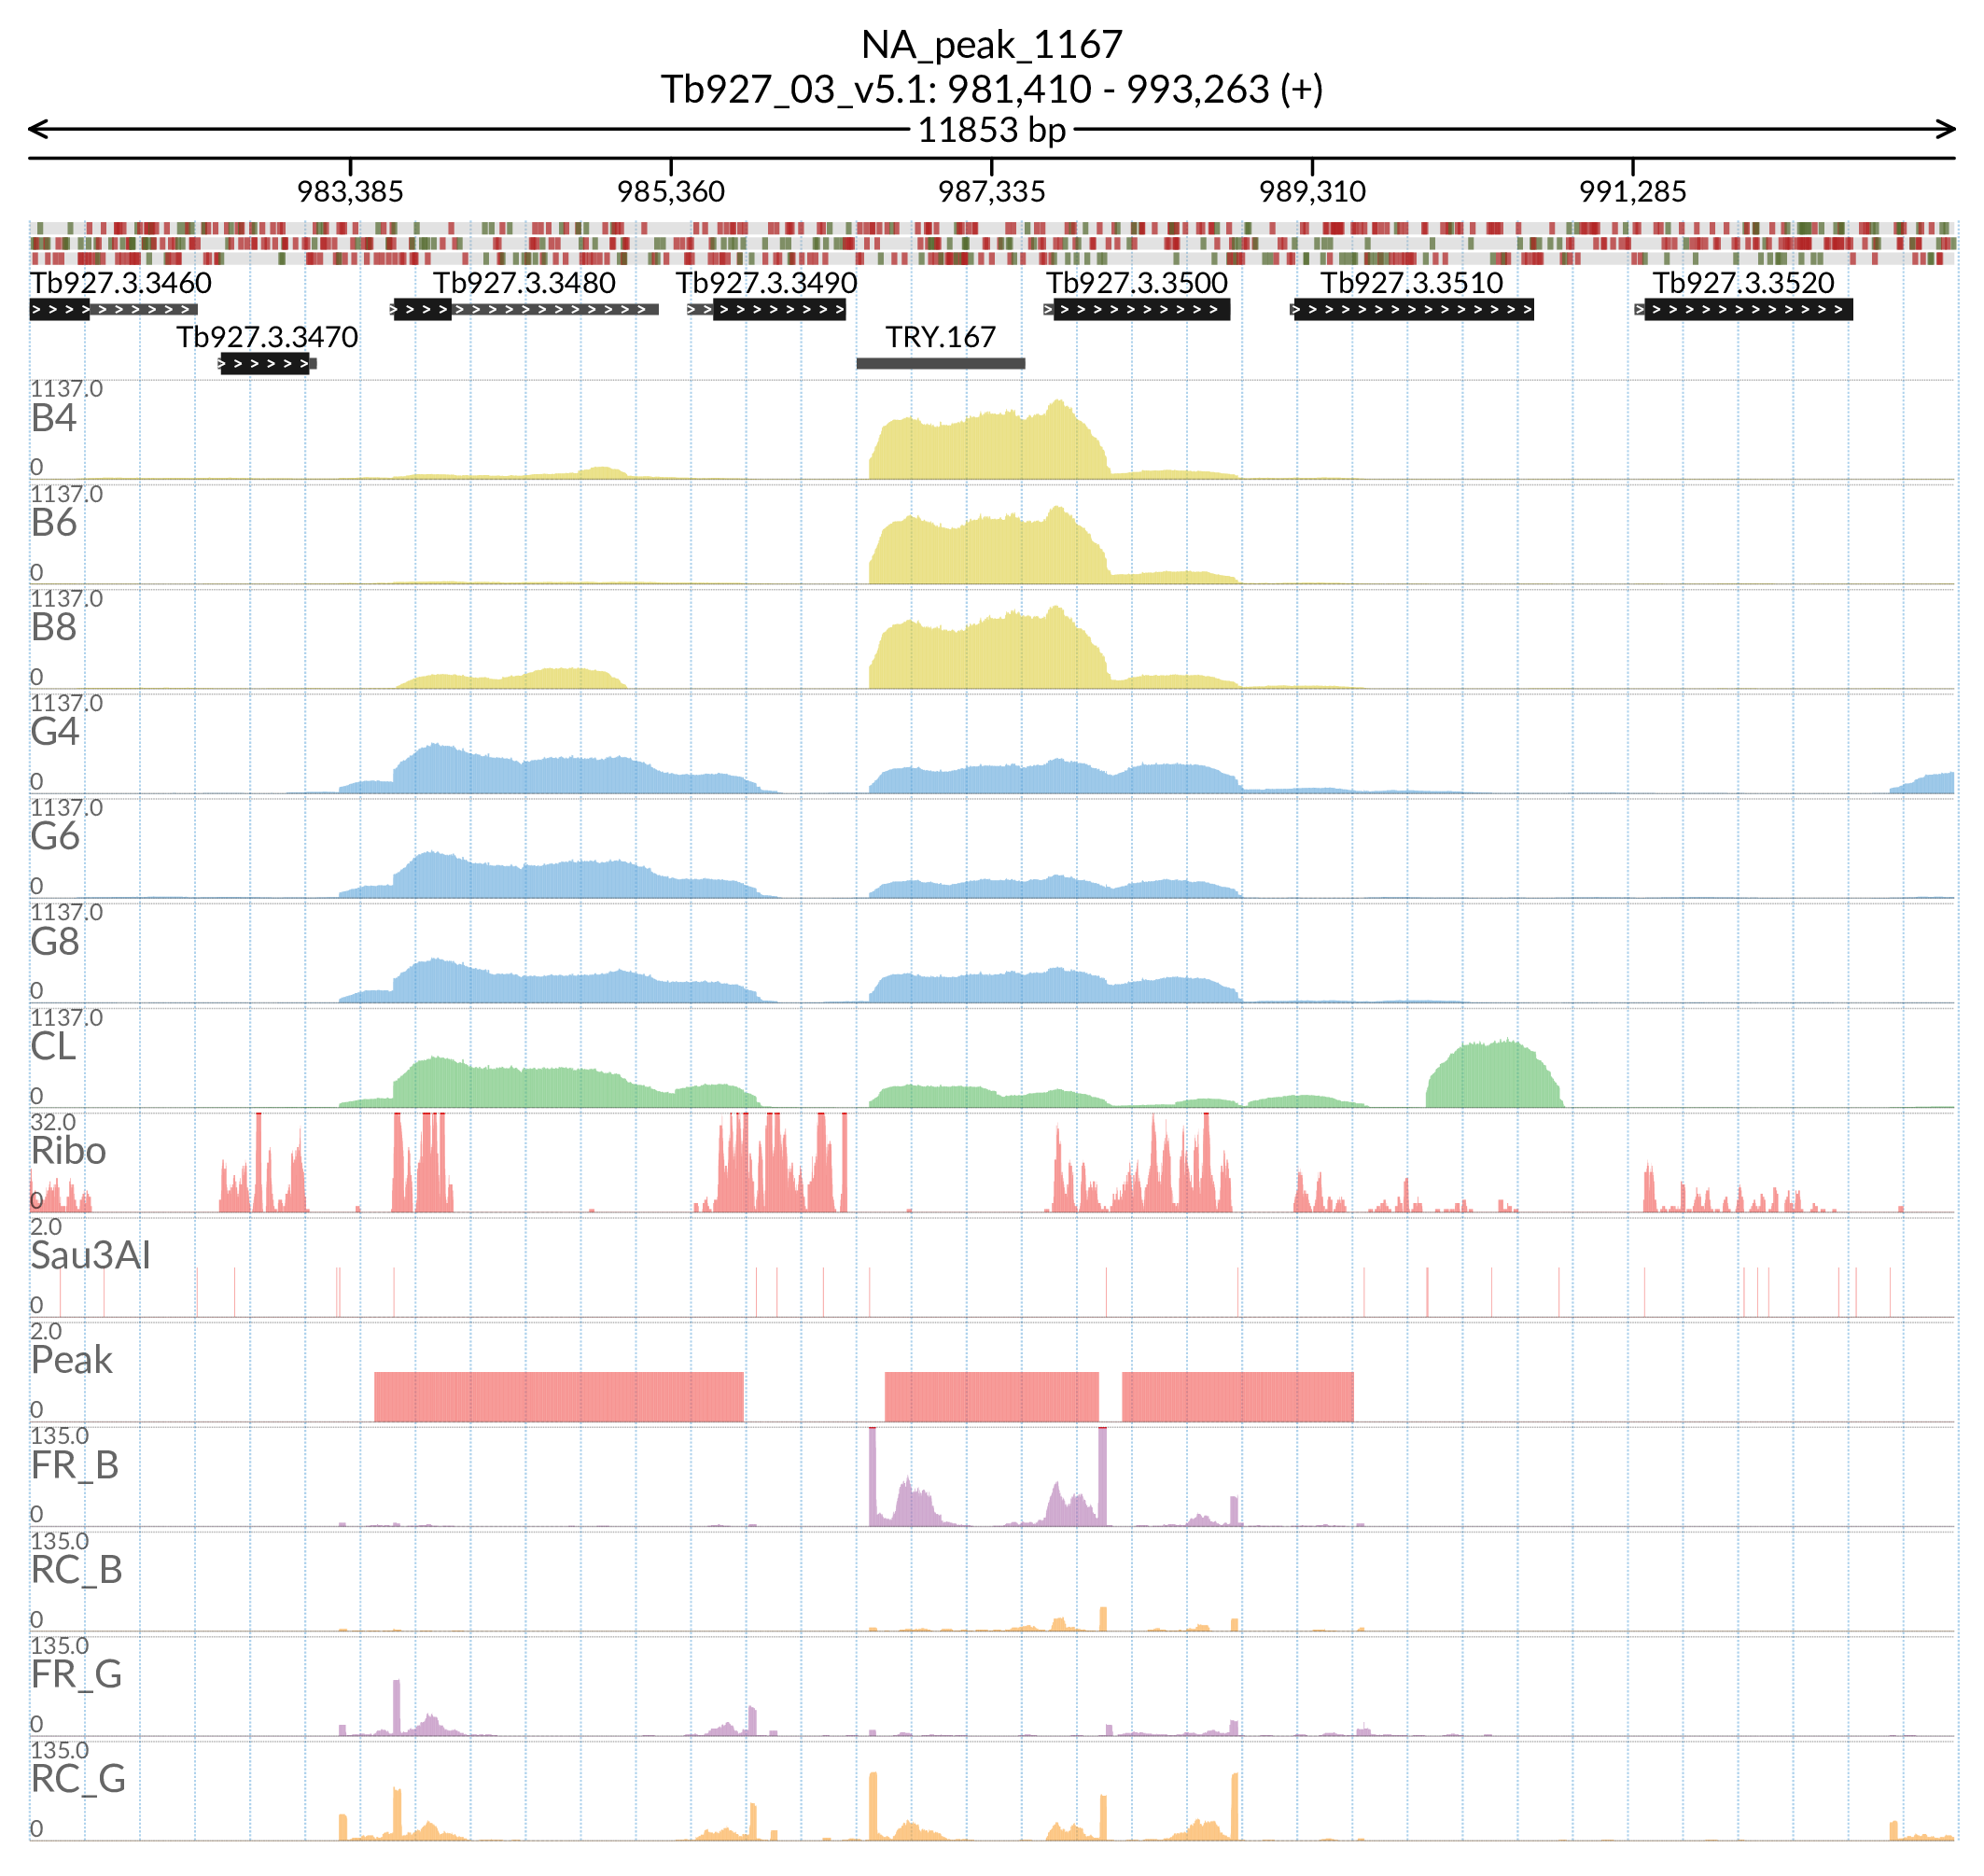 NA_peak_1167
Tb927_03_v5.1: 981,410 - 993,263 (+)
11853 bp
983,385 985,360 987,335 989,310 991,285
Tb927.3.3460 Tb927.3.3480 Tb927.3.3490 Tb927.3.3500 Tb927.3.3510 Tb927.3.3520
Tb927.3.3470 TRY.167
1137.0
B4
0
1137.0
B6
0
1137.0
B8
0
1137.0
G4
0
1137.0
G6
0
1137.0
G8
0
1137.0
CL
0
32.0
Ribo
0
2.0
Sau3AI
0
2.0
Peak
0
135.0
FR_B
0
135.0
RC_B
0
135.0
FR_G
0
135.0
RC_G
0